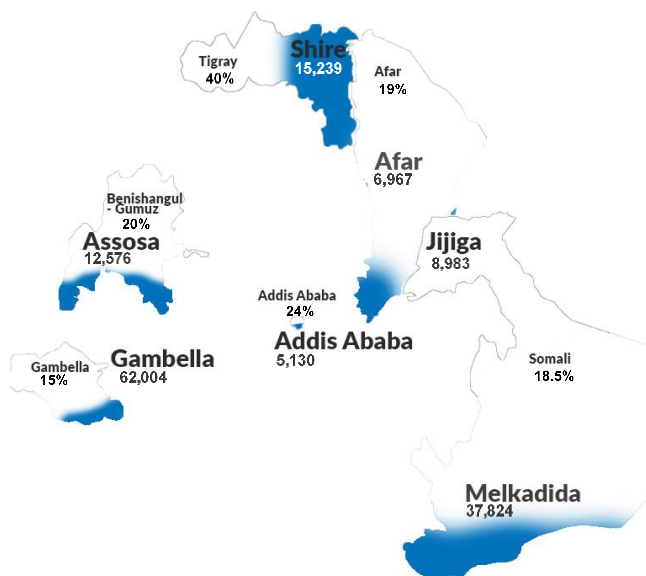 Shire
15,239
Tigray
40%
Afar
19%
Afar
6,967
Benishangul
- Gumuz
20%
Assosa
12,576
Jijiga
8,983
Addis Ababa
24%
Addis Ababa
5,130
Gambella
15%
Gambella
62,004
Somali
18.5%
Melkadida
37,824